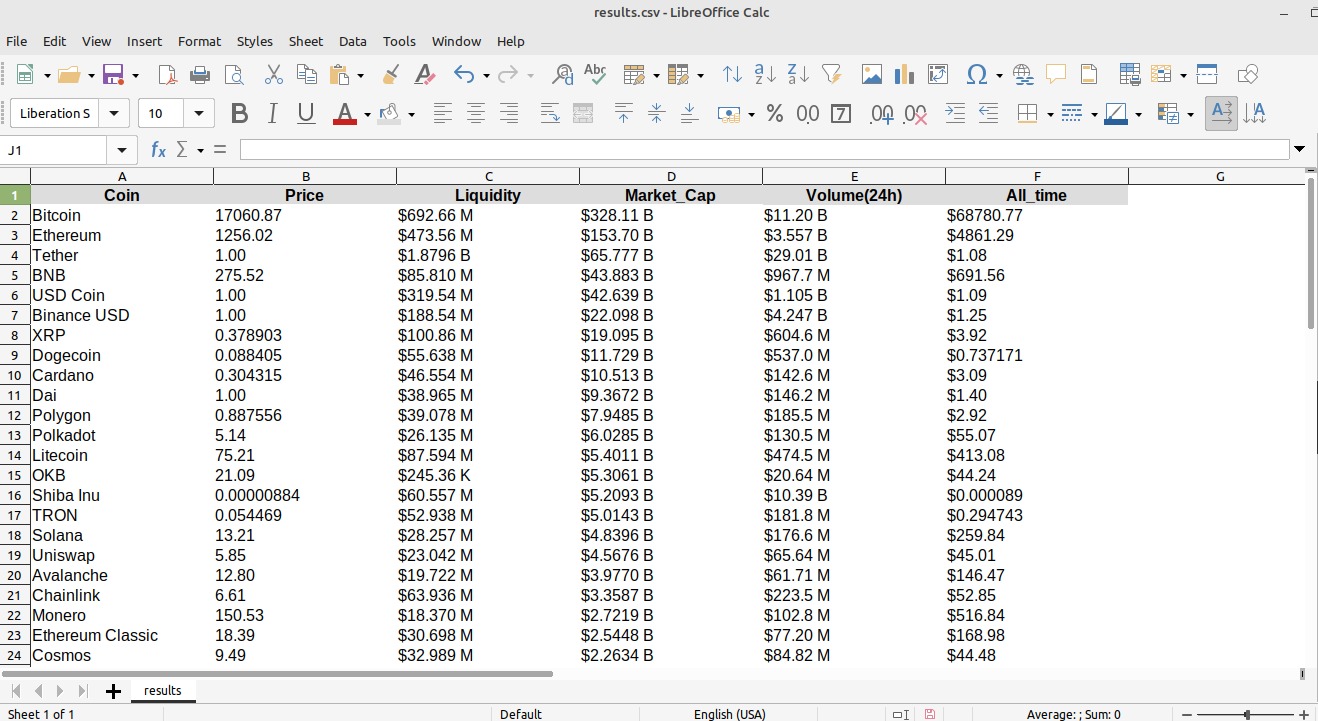 results.csv - LibreOffice Calc
File Edit View Insert Format Styles Sheet Data Tools Window Help
Liberation S 10
J1
A B C D E F G
1 Coin Price Liquidity Market_Cap Volume(24h) All_time
2 Bitcoin 17060.87 $692.66 M $328.11 B $11.20 B $68780.77
3 Ethereum 1256.02 $473.56 M $153.70 B $3.557 B $4861.29
4 Tether 1.00 $1.8796 B $65.777 B $29.01 B $1.08
5 BNB 275.52 $85.810 M $43.883 B $967.7 M $691.56
6 USD Coin 1.00 $319.54 M $42.639 B $1.105 B $1.09
7 Binance USD 1.00 $188.54 M $22.098 B $4.247 B $1.25
8 XRP 0.378903 $100.86 M $19.095 B $604.6 M $3.92
9 Dogecoin 0.088405 $55.638 M $11.729 B $537.0 M $0.737171
10 Cardano 0.304315 $46.554 M $10.513 B $142.6 M $3.09
11 Dai 1.00 $38.965 M $9.3672 B $146.2 M $1.40
12 Polygon 0.887556 $39.078 M $7.9485 B $185.5 M $2.92
13 Polkadot 5.14 $26.135 M $6.0285 B $130.5 M $55.07
14 Litecoin 75.21 $87.594 M $5.4011 B $474.5 M $413.08
15 OKB 21.09 $245.36 K $5.3061 B $20.64 M $44.24
16 Shiba Inu 0.00000884 $60.557 M $5.2093 B $10.39 B $0.000089
17 TRON 0.054469 $52.938 M $5.0143 B $181.8 M $0.294743
18 Solana 13.21 $28.257 M $4.8396 B $176.6 M $259.84
19 Uniswap 5.85 $23.042 M $4.5676 B $65.64 M $45.01
20 Avalanche 12.80 $19.722 M $3.9770 B $61.71 M $146.47
21 Chainlink 6.61 $63.936 M $3.3587 B $223.5 M $52.85
22 Monero 150.53 $18.370 M $2.7219 B $102.8 M $516.84
23 Ethereum Classic 18.39 $30.698 M $2.5448 B $77.20 M $168.98
24 Cosmos 9.49 $32.989 M $2.2634 B $84.82 M $44.48
results
Sheet 1 of 1 Default English (USA) Average: ; Sum: 0